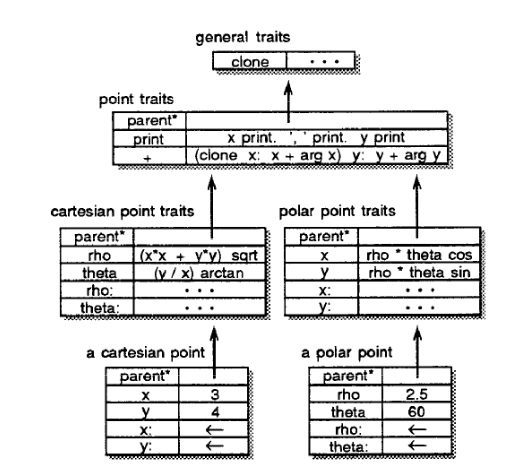 general traits
clone · · ·
point traits
parent*
print x print. ', ' print. y print
+ (clone x: x + arg x) y: y + arg y
cartesian point traits
parent*
rho (x*x + y*y) sqrt
theta (y / x) arctan
rho: · · ·
theta: · · ·
polar point traits
parent*
x rho * theta cos
y rho * theta sin
x: · · ·
y: · · ·
a cartesian point
parent*
x 3
y 4
x: ←
y: ←
a polar point
parent*
rho 2.5
theta 60
rho: ←
theta: ←